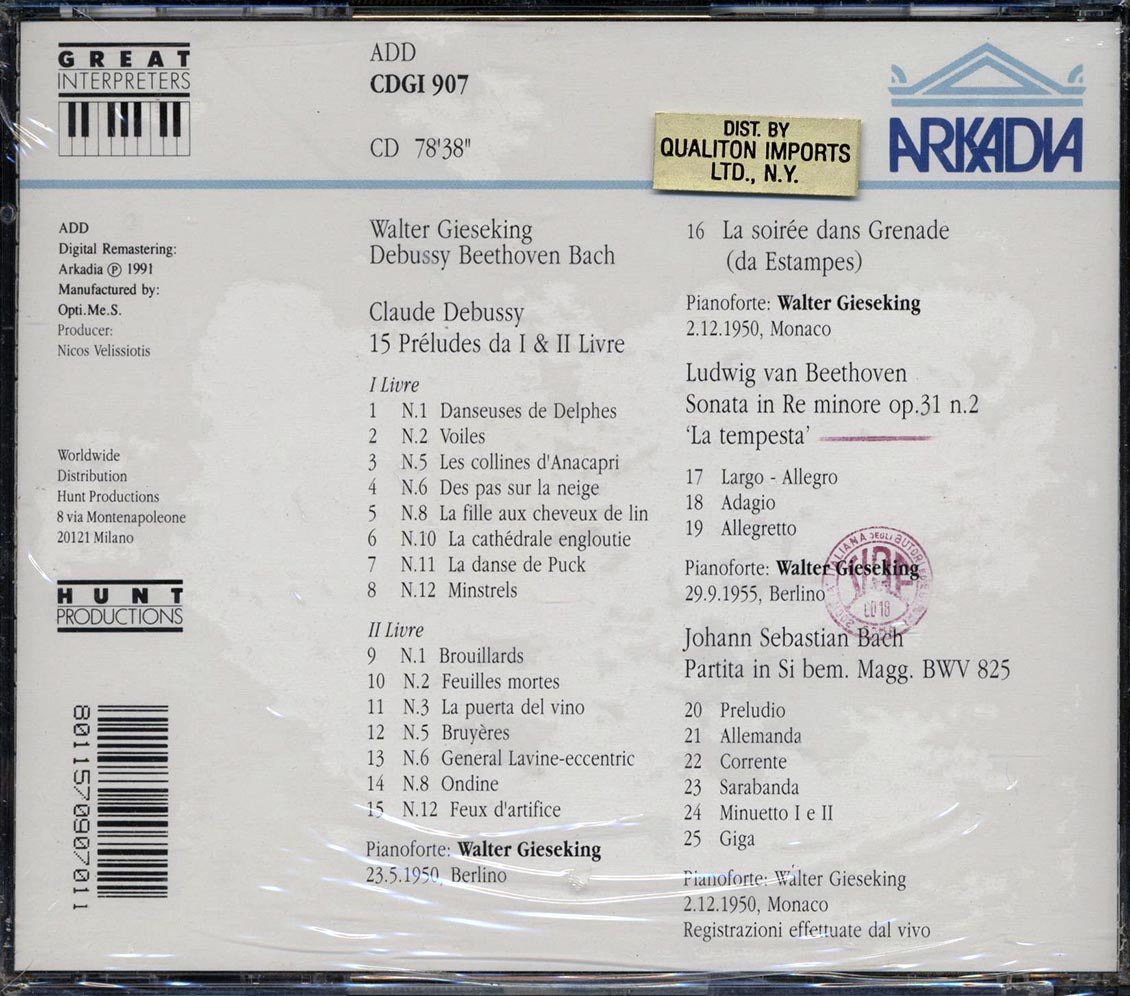 GREAT
INTERPRETERS
ADD
CDGI 907
CD 78'38"
DIST. BY
QUALITON IMPORTS
LTD., N.Y.
ARKADIA
ADD
Digital Remastering:
Arkadia Ⓟ 1991
Manufactured by:
Opti.Me.S.
Producer:
Nicos Velissiotis
Worldwide
Distribution
Hunt Productions
8 via Montenapoleone
20121 Milano
HUNT
PRODUCTIONS
8011570907011
Walter Gieseking
Debussy Beethoven Bach
Claude Debussy
15 Préludes da I & II Livre
I Livre
1 N.1 Danseuses de Delphes
2 N.2 Voiles
3 N.5 Les collines d'Anacapri
4 N.6 Des pas sur la neige
5 N.8 La fille aux cheveux de lin
6 N.10 La cathédrale engloutie
7 N.11 La danse de Puck
8 N.12 Minstrels
II Livre
9 N.1 Brouillards
10 N.2 Feuilles mortes
11 N.3 La puerta del vino
12 N.5 Bruyères
13 N.6 General Lavine-eccentric
14 N.8 Ondine
15 N.12 Feux d'artifice
Pianoforte: Walter Gieseking
23.5.1950, Berlino
16 La soirée dans Grenade
(da Estampes)
Pianoforte: Walter Gieseking
2.12.1950, Monaco
Ludwig van Beethoven
Sonata in Re minore op.31 n.2
'La tempesta'
17 Largo - Allegro
18 Adagio
19 Allegretto
Pianoforte: Walter Gieseking
29.9.1955, Berlino
Johann Sebastian Bach
Partita in Si bem. Magg. BWV 825
20 Preludio
21 Allemanda
22 Corrente
23 Sarabanda
24 Minuetto I e II
25 Giga
Pianoforte: Walter Gieseking
2.12.1950, Monaco
Registrazioni effettuate dal vivo